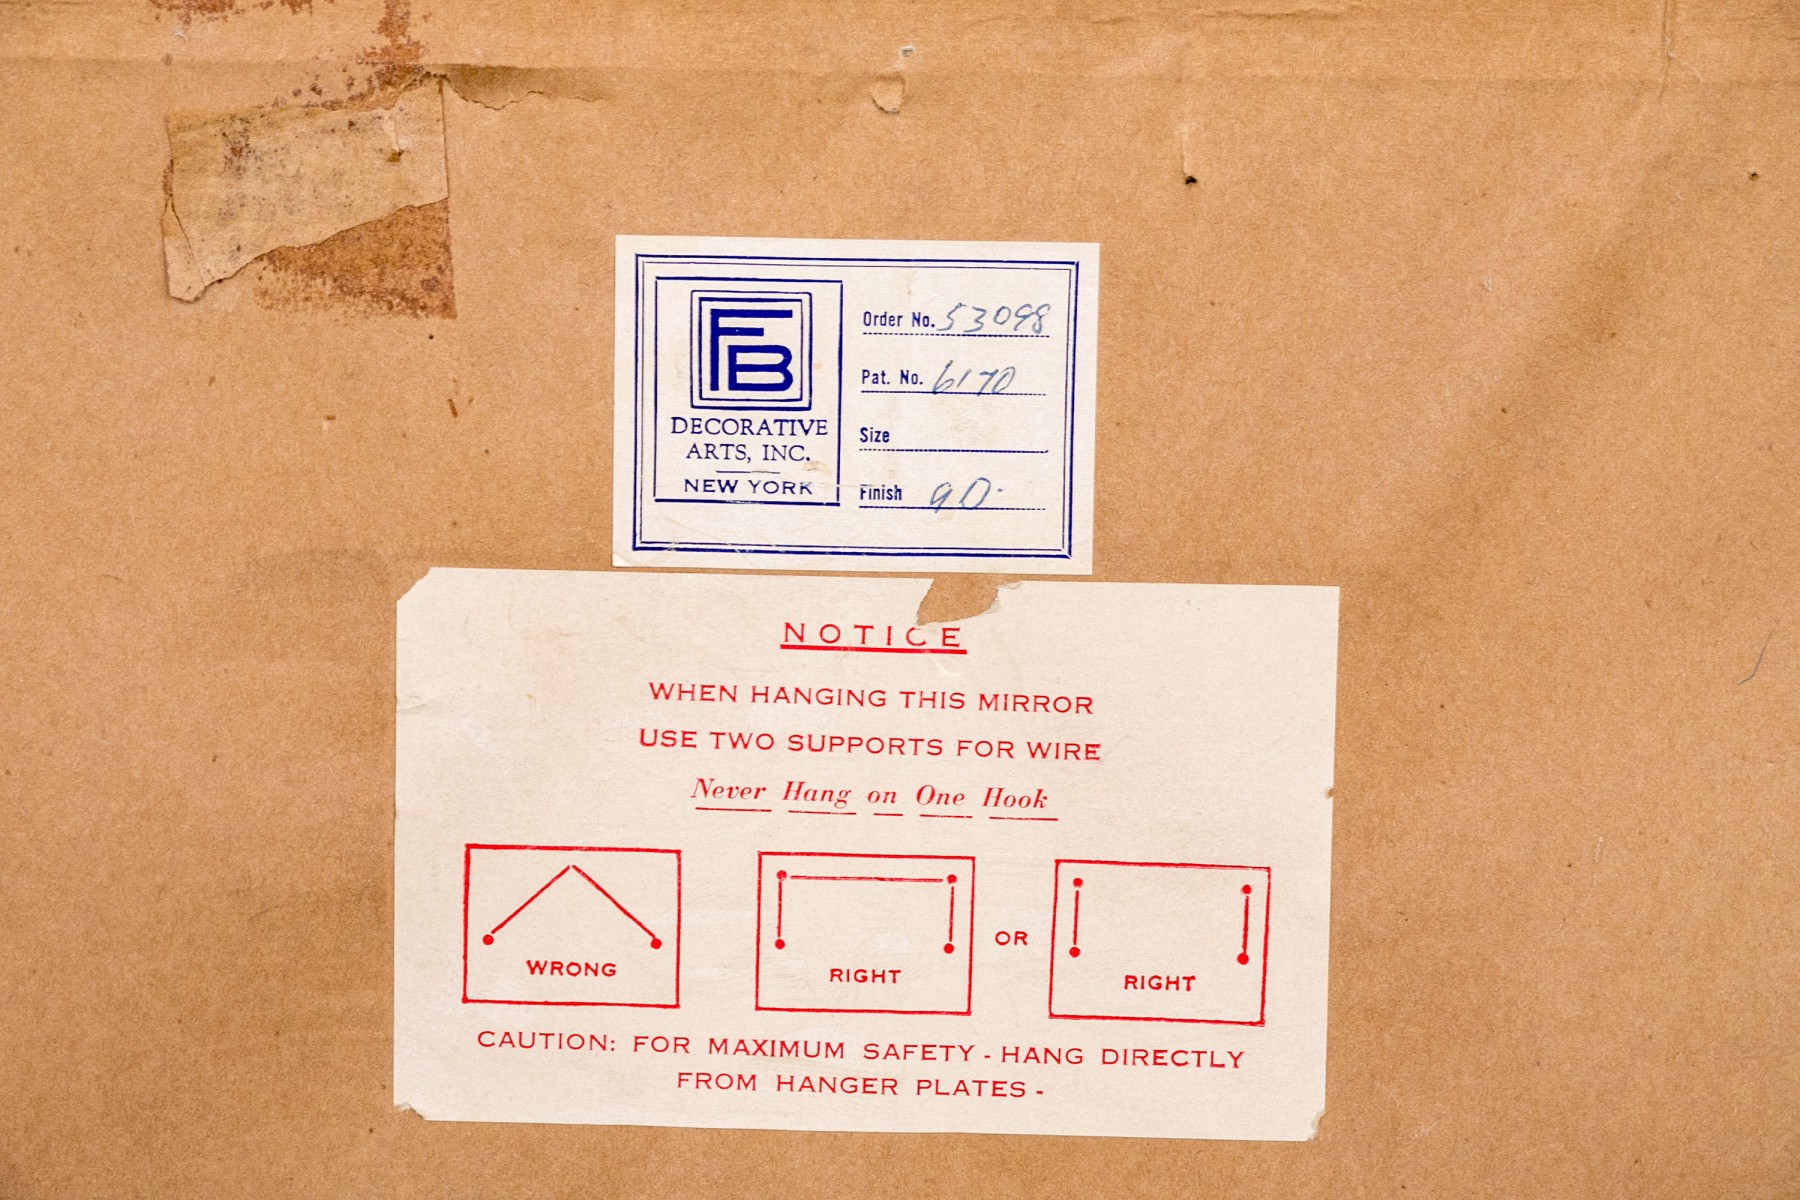 FB
DECORATIVE
ARTS, INC.
NEW YORK
Order No. 53098
Pat. No. 6170
Size
Finish
NOTICE
WHEN HANGING THIS MIRROR
USE TWO SUPPORTS FOR WIRE
Never Hang on One Hook
WRONG
RIGHT
OR
RIGHT
CAUTION: FOR MAXIMUM SAFETY - HANG DIRECTLY
FROM HANGER PLATES -